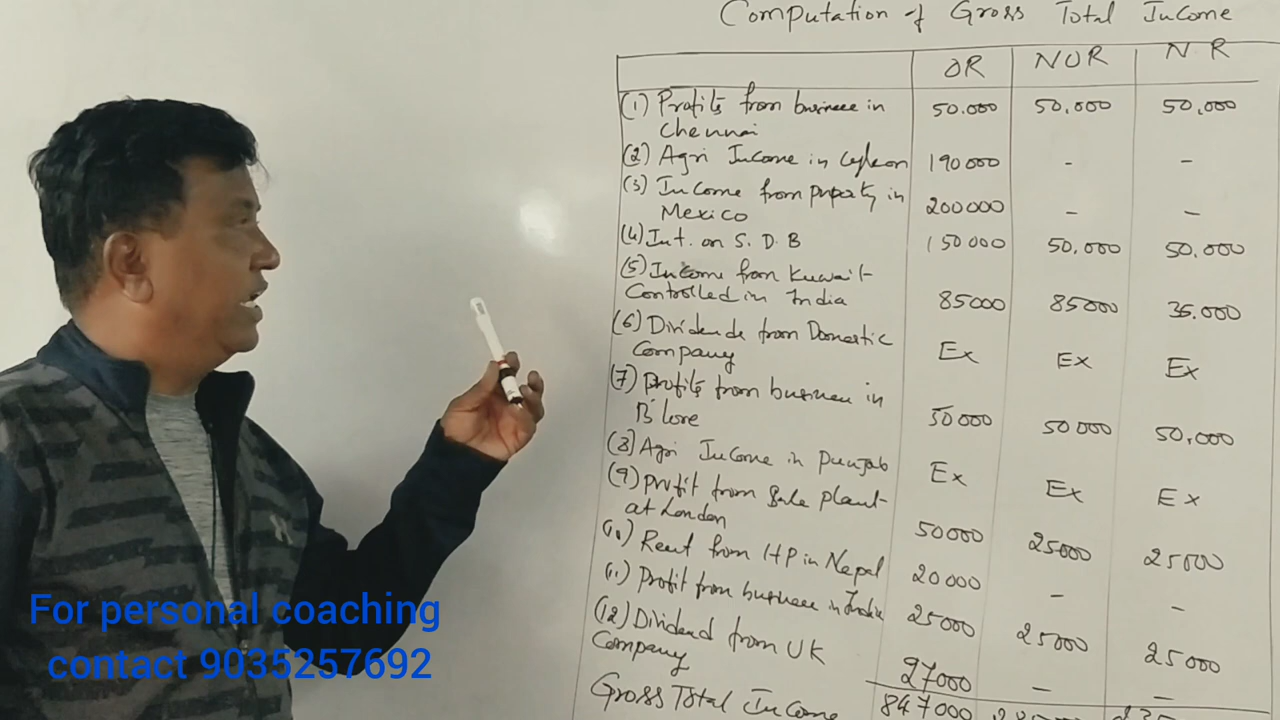 Computation of Gross Total Income
OR NOR NR
(1) Profits from business in 50.000 50,000 50,000
Chennai
(2) Agri Income in Ceylon 190000 - -
(3) Income from property in
Mexico 200000 - -
(4) Int. on S. D. B 150000 50,000 50,000
(5) Income from Kuwait
Controlled in India 85000 85000 35,000
(6) Dividends from Domestic
Company Ex Ex Ex
(7) Profits from business in
B'lore 50000 50000 50,000
(8) Agri Income in Punjab Ex Ex Ex
(9) Profit from sale plant
at London 50000 25000 25000
(10) Rent from HP in Nepal 20000 - -
(11) Profit from business in India 25000 25000 25000
(12) Dividend from UK
Company 27000 - -
Gross Total Income 847000
For personal coaching
contact 9035257692